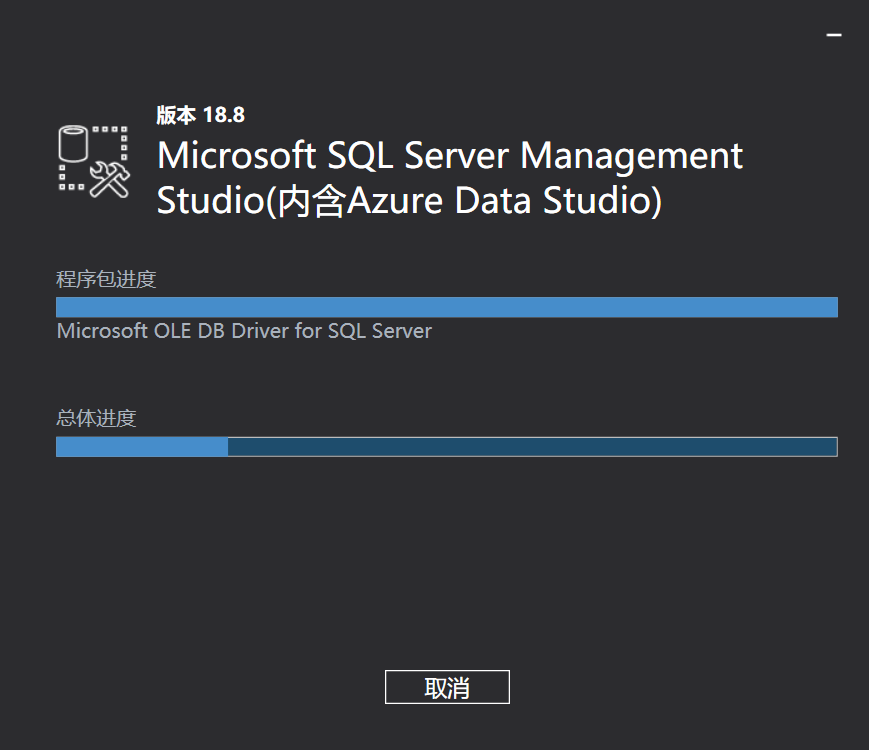 版本 18.8
Microsoft SQL Server Management
Studio(内含Azure Data Studio)
程序包进度
Microsoft OLE DB Driver for SQL Server
总体进度
取消